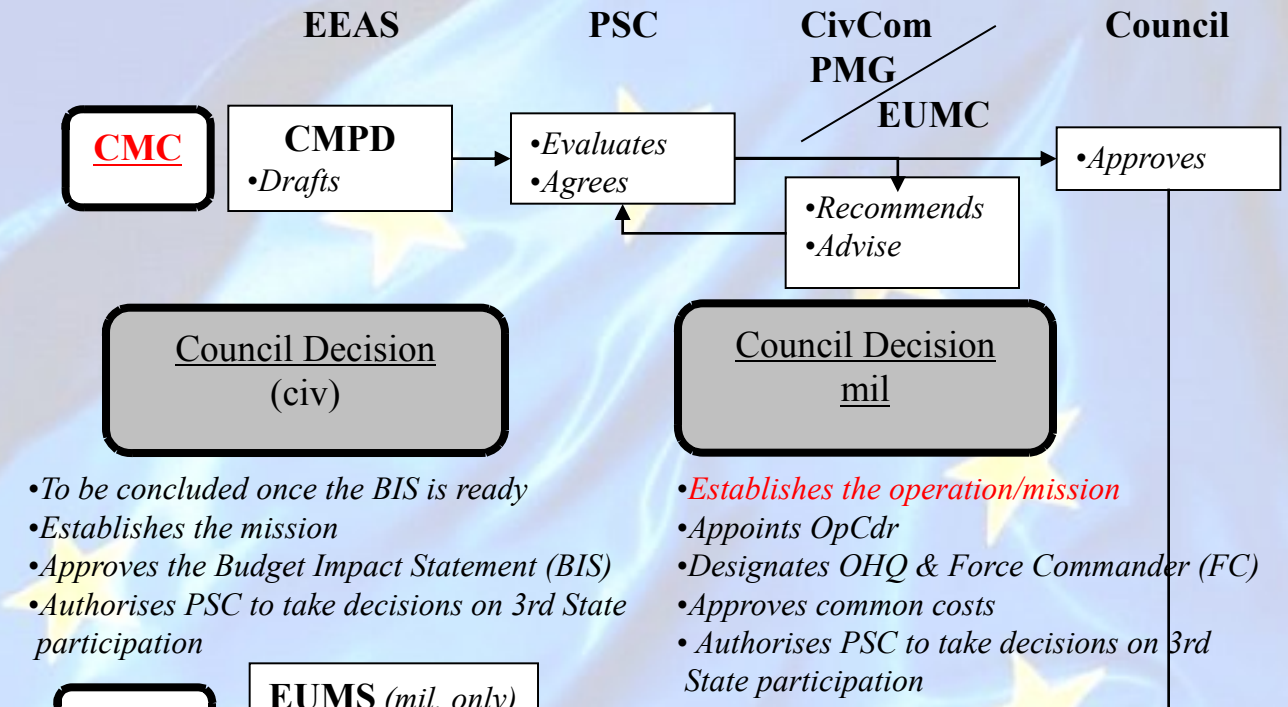 EEAS PSC CivCom Council
PMG
EUMC
CMC
CMPD
•Drafts
•Evaluates
•Agrees
•Approves
•Recommends
•Advise
Council Decision
(civ)
Council Decision
mil
•To be concluded once the BIS is ready
•Establishes the mission
•Approves the Budget Impact Statement (BIS)
•Authorises PSC to take decisions on 3rd State
participation
•Establishes the operation/mission
•Appoints OpCdr
•Designates OHQ & Force Commander (FC)
•Approves common costs
• Authorises PSC to take decisions on 3rd
State participation
EUMS (mil. only)